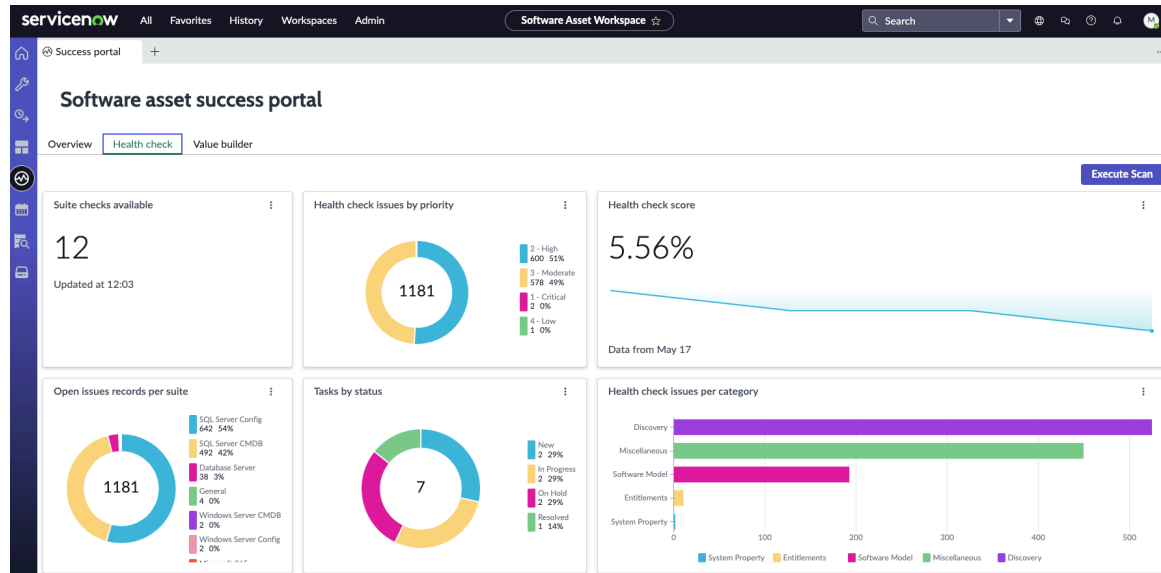 servicenow All Favorites History Workspaces Admin Software Asset Workspace Search M
Success portal
Software asset success portal
Overview Health check Value builder
Execute Scan
Suite checks available
12
Updated at 12:03
Health check issues by priority
1181
2 - High
600 51%
3 - Moderate
578 49%
1 - Critical
2 0%
4 - Low
1 0%
Health check score
5.56%
Data from May 17
Open issues records per suite
1181
SQL Server Config
642 54%
SQL Server CMDB
492 42%
Database Server
38 3%
General
4 0%
Windows Server CMDB
2 0%
Windows Server Config
2 0%
Tasks by status
7
New
2 29%
In Progress
2 29%
On Hold
2 29%
Resolved
1 14%
Health check issues per category
Discovery
Miscellaneous
Software Model
Entitlements
System Property
0 100 200 300 400 500
System Property Entitlements Software Model Miscellaneous Discovery